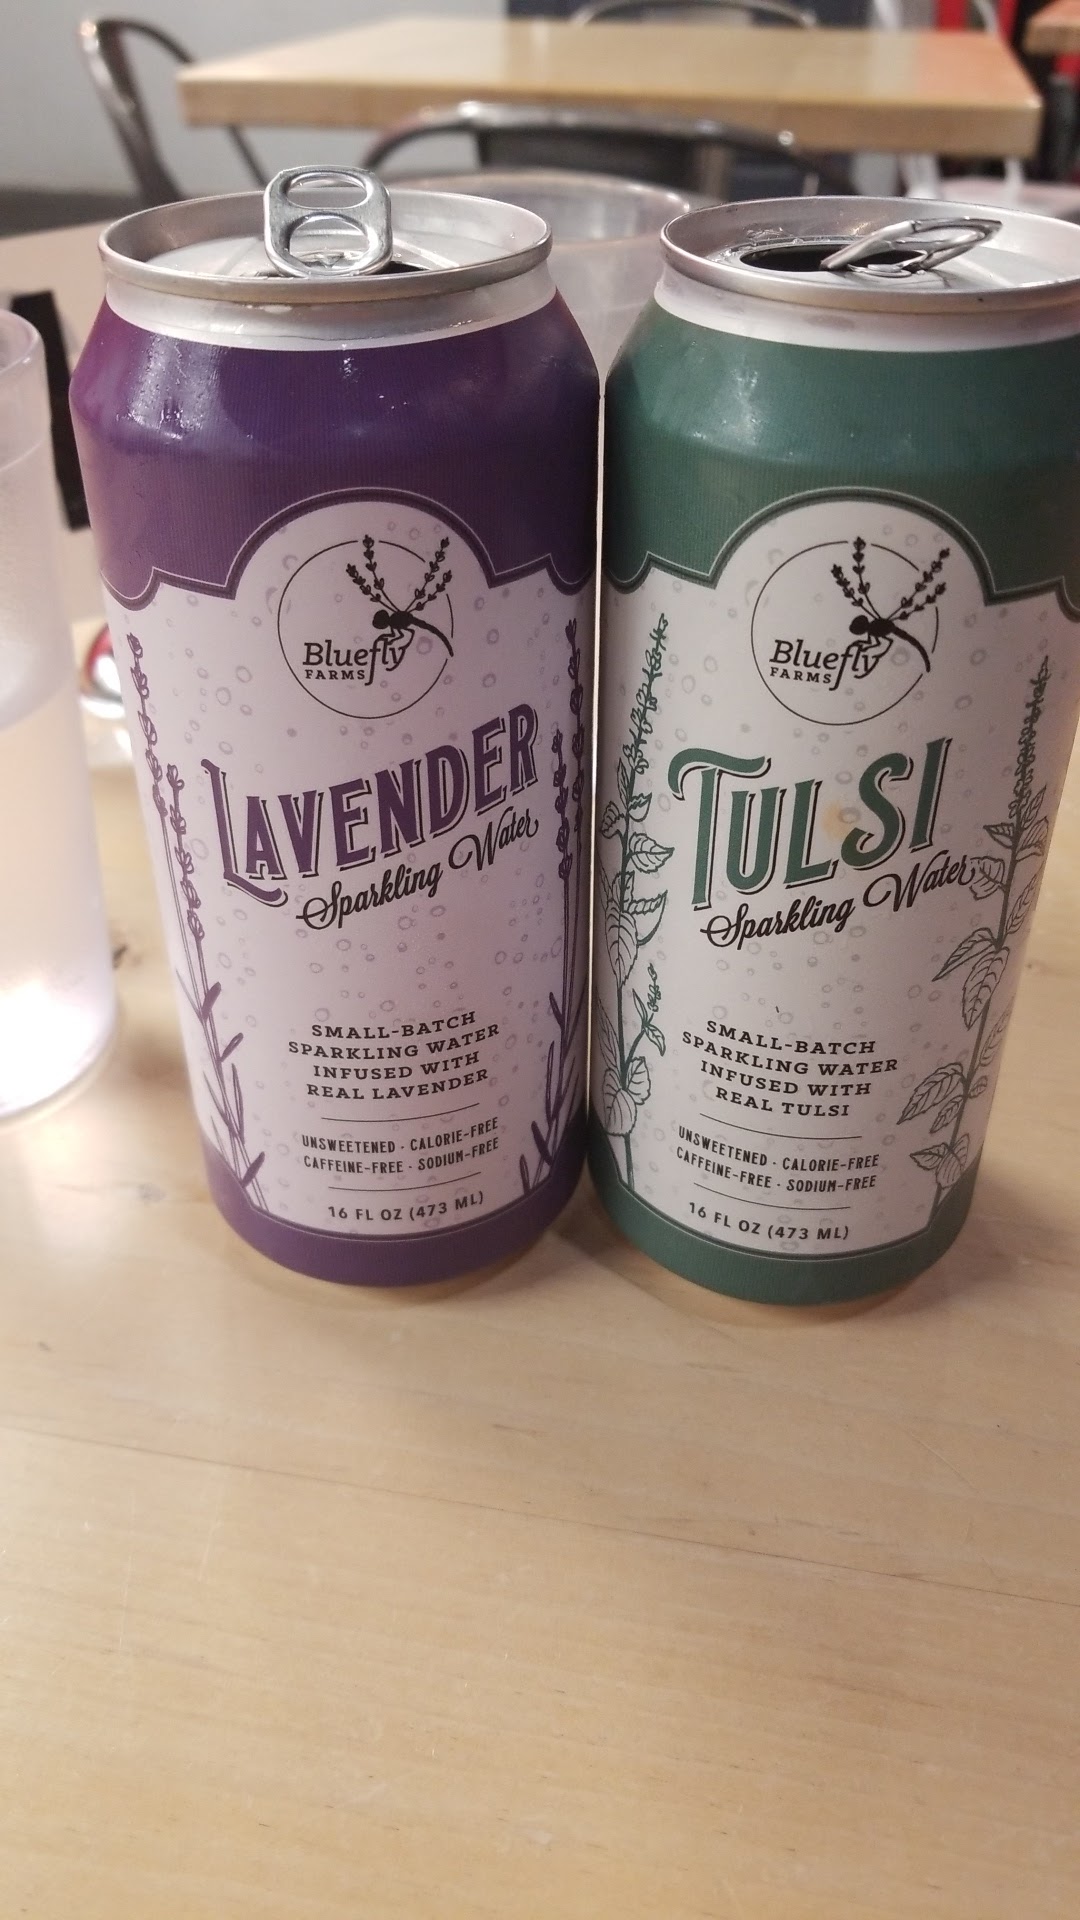 Bluefly
FARMS
LAVENDER
Sparkling Water
SMALL-BATCH
SPARKLING WATER
INFUSED WITH
REAL LAVENDER
UNSWEETENED · CALORIE-FREE
CAFFEINE-FREE · SODIUM-FREE
16 FL OZ (473 ML)
Bluefly
FARMS
TULSI
Sparkling Water
SMALL-BATCH
SPARKLING WATER
INFUSED WITH
REAL TULSI
UNSWEETENED · CALORIE-FREE
CAFFEINE-FREE · SODIUM-FREE
16 FL OZ (473 ML)